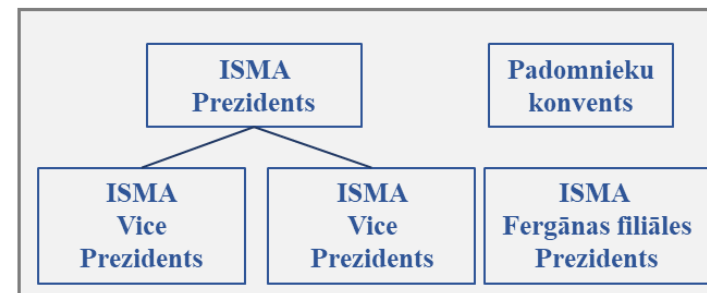 ISMA
Prezidents
Padomnieku
konvents
ISMA
Vice
Prezidents
ISMA
Vice
Prezidents
ISMA
Fergānas filiāles
Prezidents